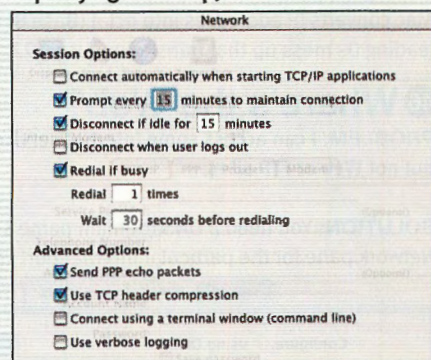 Network
Session Options:
Connect automatically when starting TCP/IP applications
Prompt every 15 minutes to maintain connection
Disconnect if idle for 15 minutes
Disconnect when user logs out
Redial if busy
Redial 1 times
Wait 30 seconds before redialing
Advanced Options:
Send PPP echo packets
Use TCP header compression
Connect using a terminal window (command line)
Use verbose logging